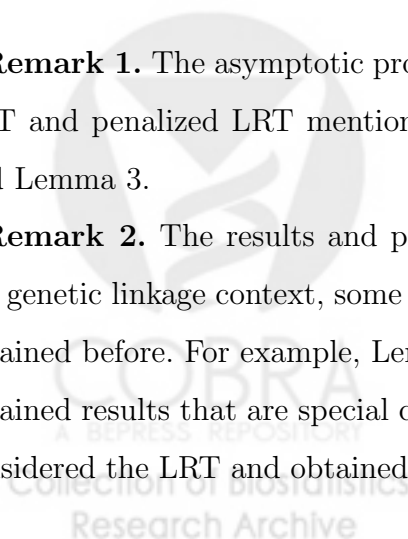 Remark 1. The asymptotic pro
T and penalized LRT mention
l Lemma 3.
Remark 2. The results and p
genetic linkage context, some
ained before. For example, Len
ained results that are special c
sidered the LRT and obtained
COBRA
A BEPRESS REPOSITORY
Collection of Biostatistics
Research Archive